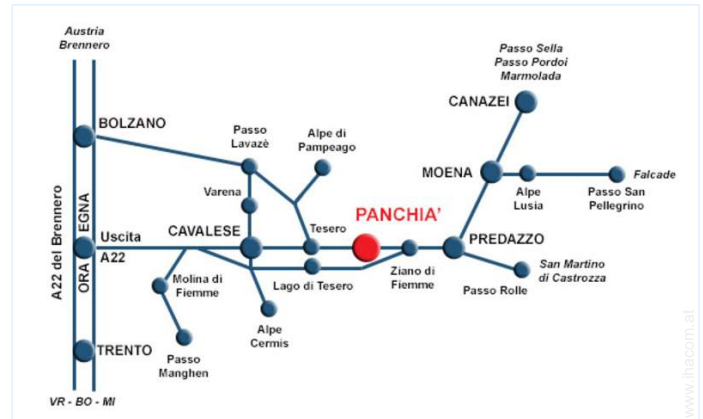 Austria
Brennero
Passo Sella
Passo Pordoi
Marmolada
CANAZEI
BOLZANO
Passo
Lavazè
Alpe di
Pampeago
MOENA
Falcade
Alpe
Lusia
Passo San
Pellegrino
Varena
PANCHIA'
A22 del Brennero
ORA EGNA
Uscita
A22
CAVALESE
Tesero
PREDAZZO
Molina di
Fiemme
Lago di Tesero
Ziano di
Fiemme
San Martino
di Castrozza
Passo Rolle
Alpe
Cermis
TRENTO
Passo
Manghen
VR - BO - MI
www.ihacom.at